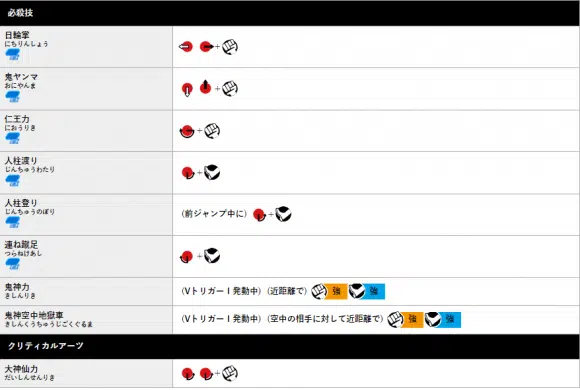 必殺技
日輪掌
にちりんしょう
+
鬼ヤンマ
おにやんま
+
仁王力
におうりき
+
人柱渡り
じんちゅうわたり
+
人柱登り
じんちゅうのぼり
(前ジャンプ中に) +
連ね蹴足
つらねけあし
+
鬼神力
きしんりき
(VトリガーⅠ発動中) (近距離で) 強 強
鬼神空中地獄車
きしんくうちゅうじごくぐるま
(VトリガーⅠ発動中) (空中の相手に対して近距離で) 強 強
クリティカルアーツ
大神仙力
だいしんせんりき
+